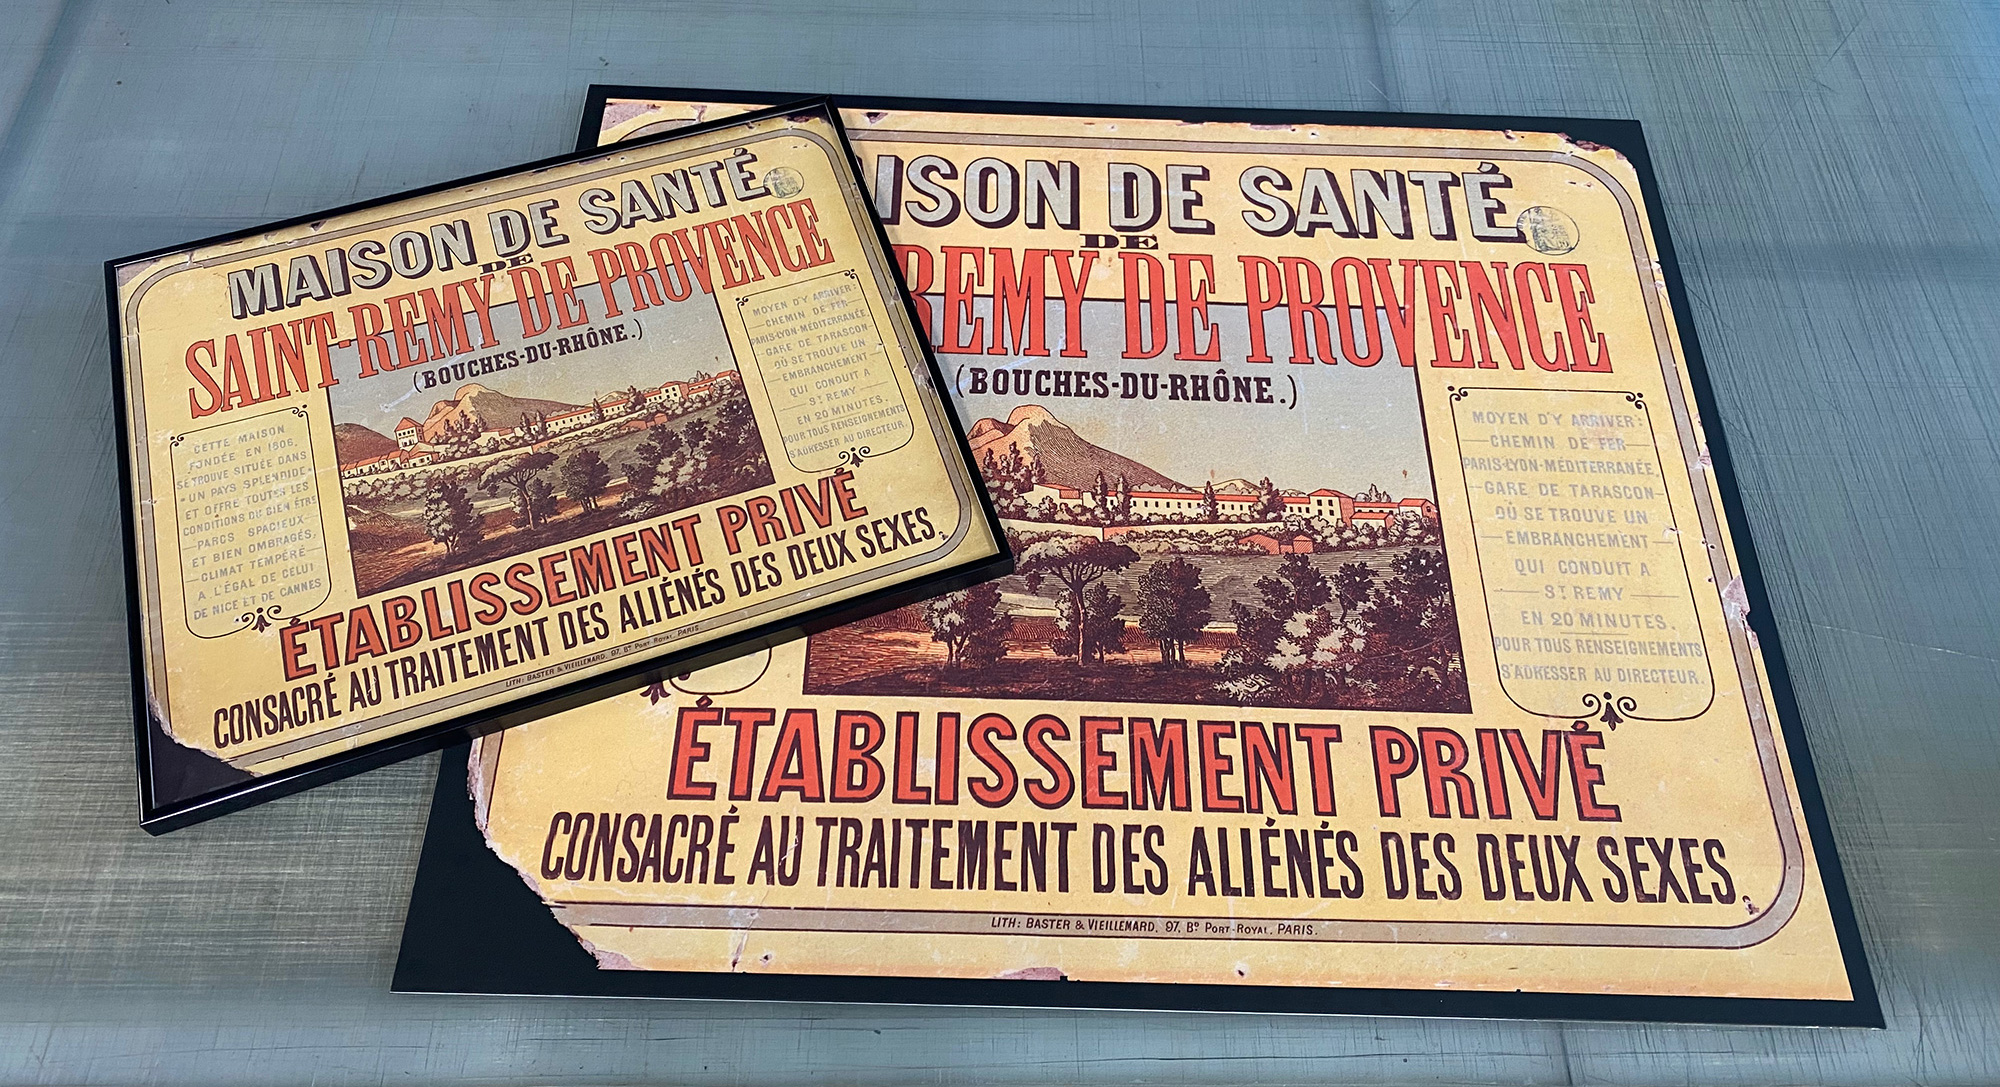 MAISON DE SANTÉ
DE
SAINT-REMY DE PROVENCE
(BOUCHES-DU-RHÔNE.)
CETTE MAISON
FONDÉE EN 1806,
SE TROUVE SITUÉE DANS
UN PAYS SPLENDIDE
ET OFFRE TOUTES LES
CONDITIONS DU BIEN ÊTRE
PARCS SPACIEUX
ET BIEN OMBRAGÉS,
CLIMAT TEMPÉRÉ
A L'ÉGAL DE CELUI
DE NICE ET DE CANNES
MOYEN D'Y ARRIVER:
CHEMIN DE FER
PARIS-LYON-MÉDITERRANÉE,
GARE DE TARASCON
OÙ SE TROUVE UN
EMBRANCHEMENT
QUI CONDUIT A
ST REMY
EN 20 MINUTES.
POUR TOUS RENSEIGNEMENTS
S'ADRESSER AU DIRECTEUR.
ÉTABLISSEMENT PRIVÉ
CONSACRÉ AU TRAITEMENT DES ALIÉNÉS DES DEUX SEXES.
LITH: BASTER & VIEILLEMARD, 97, Bd PORT-ROYAL, PARIS.
AISON DE SANTÉ
DE
REMY DE PROVENCE
(BOUCHES-DU-RHÔNE.)
MOYEN D'Y ARRIVER:
CHEMIN DE FER
PARIS-LYON-MÉDITERRANÉE,
GARE DE TARASCON
OÙ SE TROUVE UN
EMBRANCHEMENT
QUI CONDUIT A
ST REMY
EN 20 MINUTES.
POUR TOUS RENSEIGNEMENTS
S'ADRESSER AU DIRECTEUR.
ÉTABLISSEMENT PRIVÉ
CONSACRÉ AU TRAITEMENT DES ALIÉNÉS DES DEUX SEXES.
LITH: BASTER & VIEILLEMARD, 97, Bd PORT-ROYAL, PARIS.